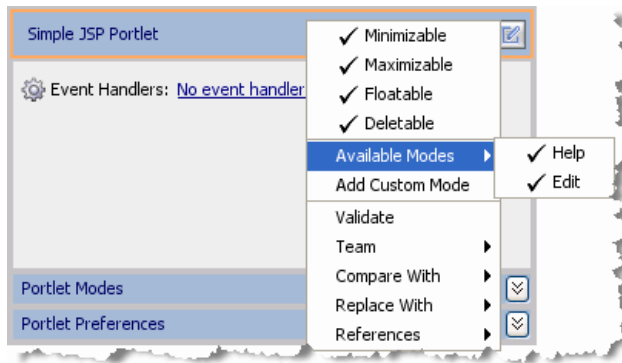 Simple JSP Portlet
Event Handlers: No event handler
Minimizable
Maximizable
Floatable
Deletable
Available Modes
Help
Edit
Add Custom Mode
Validate
Team
Compare With
Replace With
References
Portlet Modes
Portlet Preferences